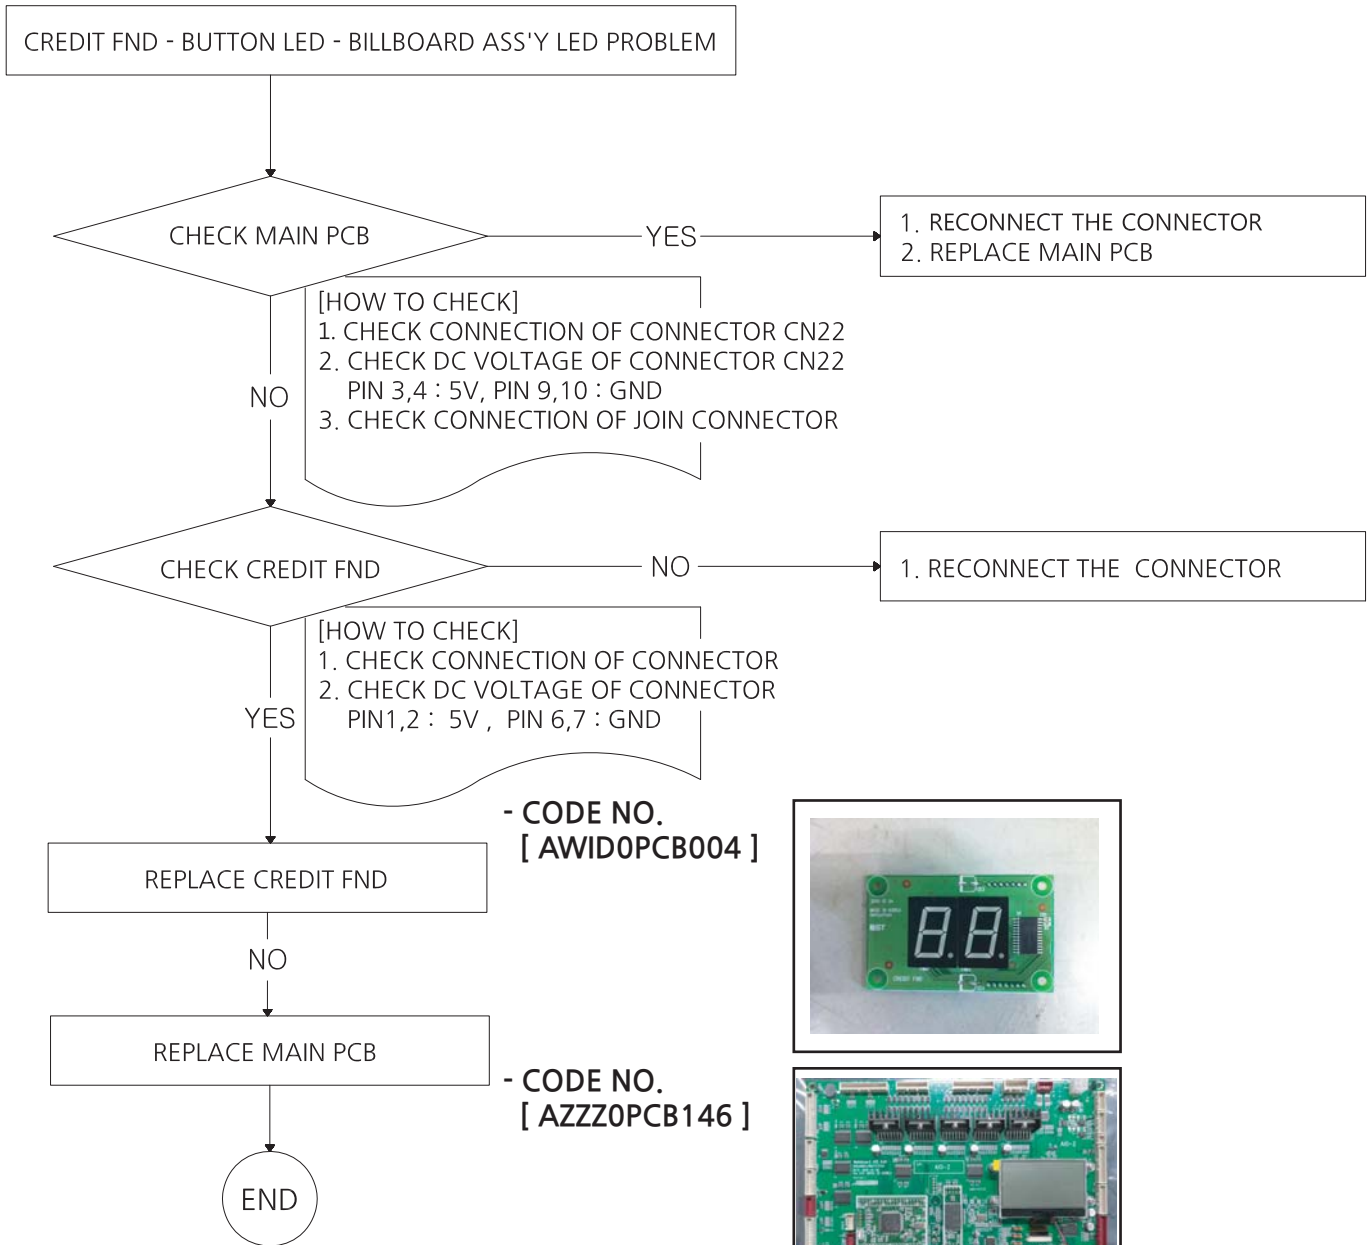 CREDIT FND - BUTTON LED - BILLBOARD ASS'Y LED PROBLEM
CHECK MAIN PCB
YES
1. RECONNECT THE CONNECTOR
2. REPLACE MAIN PCB
[HOW TO CHECK]
1. CHECK CONNECTION OF CONNECTOR CN22
2. CHECK DC VOLTAGE OF CONNECTOR CN22
PIN 3,4 : 5V, PIN 9,10 : GND
3. CHECK CONNECTION OF JOIN CONNECTOR
NO
CHECK CREDIT FND
NO
1. RECONNECT THE CONNECTOR
[HOW TO CHECK]
1. CHECK CONNECTION OF CONNECTOR
2. CHECK DC VOLTAGE OF CONNECTOR
PIN1,2 : 5V , PIN 6,7 : GND
YES
- CODE NO.
[ AWID0PCB004 ]
REPLACE CREDIT FND
88
CREDIT FND
NO
REPLACE MAIN PCB
- CODE NO.
[ AZZZ0PCB146 ]
END